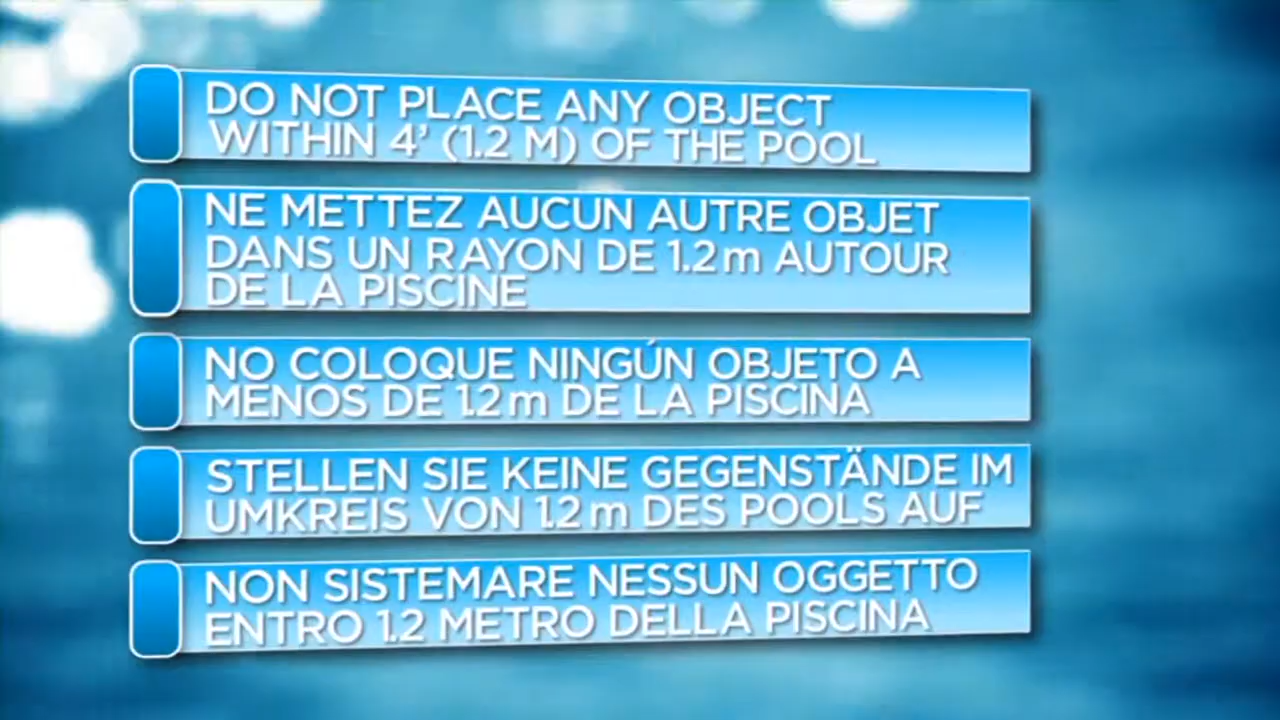 DO NOT PLACE ANY OBJECT
WITHIN 4' (1.2 M) OF THE POOL
NE METTEZ AUCUN AUTRE OBJET
DANS UN RAYON DE 1.2m AUTOUR
DE LA PISCINE
NO COLOQUE NINGÚN OBJETO A
MENOS DE 1.2m DE LA PISCINA
STELLEN SIE KEINE GEGENSTÄNDE IM
UMKREIS VON 1.2m DES POOLS AUF
NON SISTEMARE NESSUN OGGETTO
ENTRO 1.2 METRO DELLA PISCINA